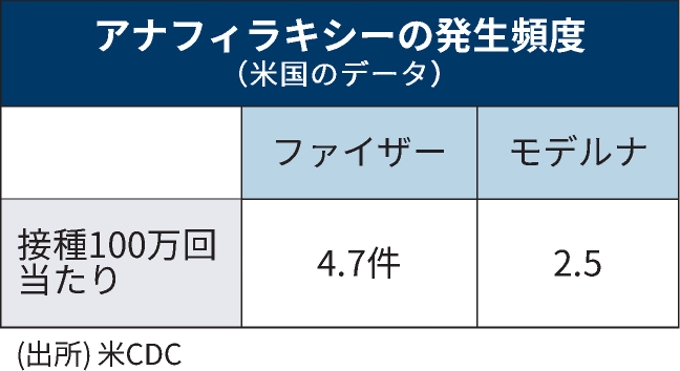 アナフィラキシーの発生頻度
(米国のデータ)
ファイザー モデルナ
接種100万回
当たり
4.7件 2.5
(出所) 米CDC